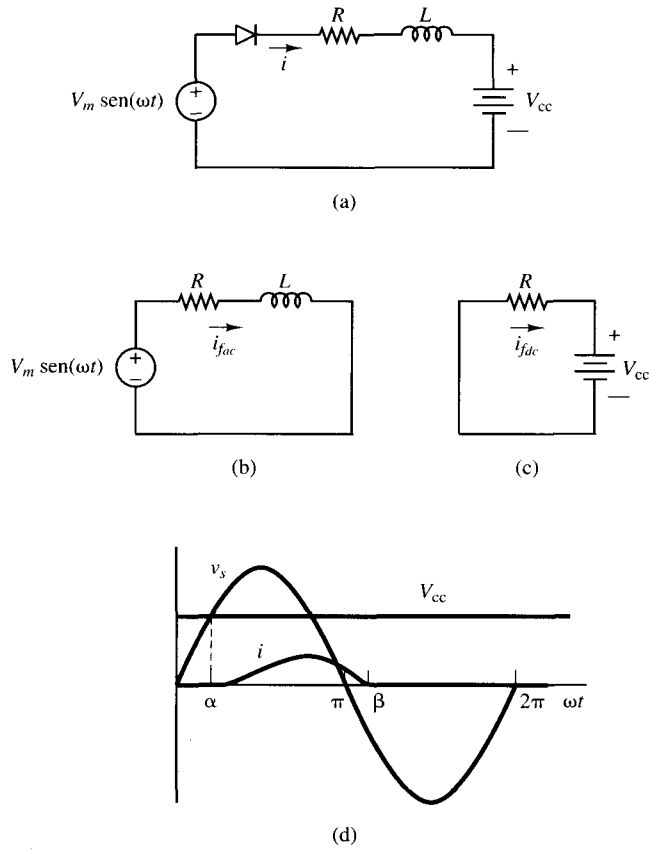 R L
i
V_m sen(ωt) + − + − V_cc
(a)
R L
i_fac
V_m sen(ωt) + −
(b)
R
i_fdc
+ − V_cc
(c)
v_s V_cc
i
α π β 2π ωt
(d)